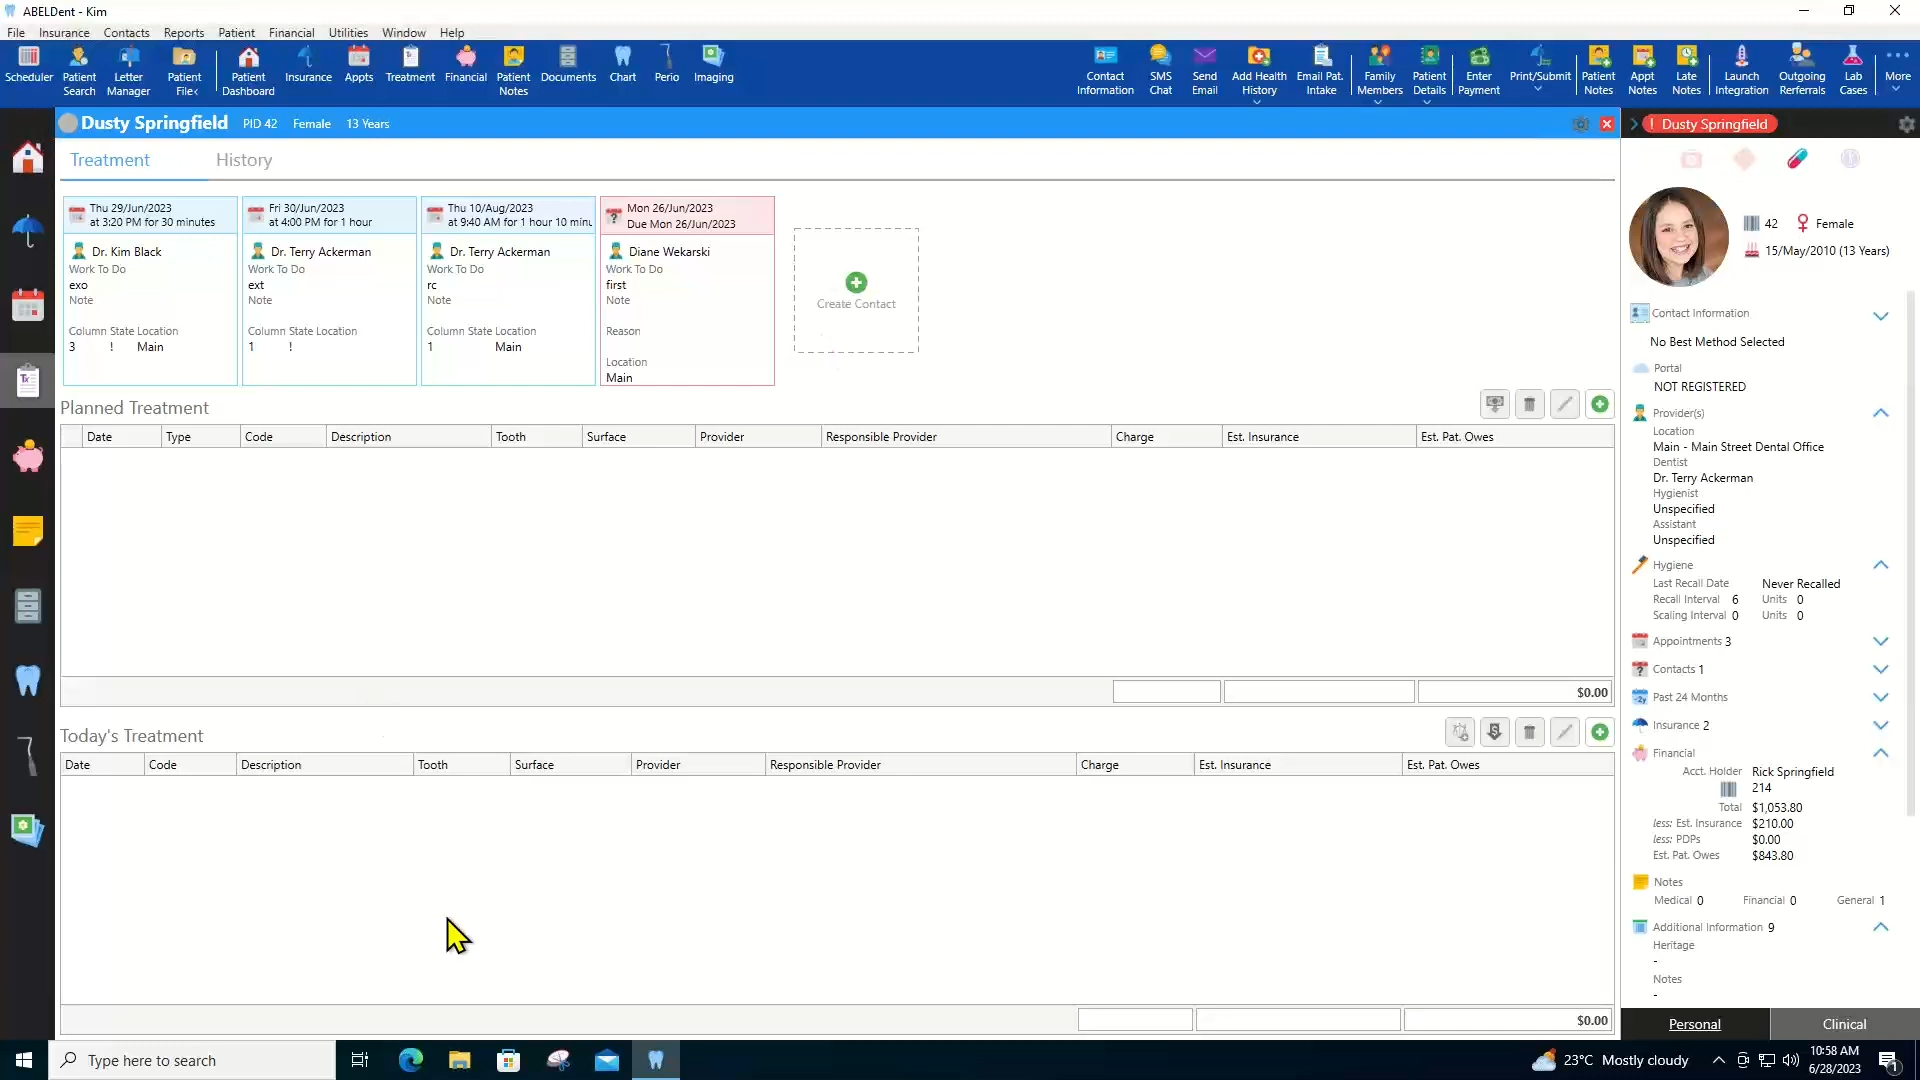 ABELDent - Kim
File Insurance Contacts Reports Patient Financial Utilities Window Help
Scheduler
Patient Search
Letter Manager
Patient File<
Patient Dashboard
Insurance
Appts
Treatment
Financial
Patient Notes
Documents
Chart
Perio
Imaging
Contact Information
SMS Chat
Send Email
Add Health History
Email Pat. Intake
Family Members
Patient Details
Enter Payment
Print/Submit
Patient Notes
Appt Notes
Late Notes
Launch Integration
Outgoing Rerferrals
Lab Cases
More
Dusty Springfield PID 42 Female 13 Years
Treatment History
Thu 29/Jun/2023
at 3:20 PM for 30 minutes
Dr. Kim Black
Work To Do
exo
Note
Column State Location
3 ! Main
Fri 30/Jun/2023
at 4:00 PM for 1 hour
Dr. Terry Ackerman
Work To Do
ext
Note
Column State Location
1 !
Thu 10/Aug/2023
at 9:40 AM for 1 hour 10 minu
Dr. Terry Ackerman
Work To Do
rc
Note
Column State Location
1 Main
Mon 26/Jun/2023
Due Mon 26/Jun/2023
Diane Wekarski
Work To Do
first
Note
Reason
Location
Main
Create Contact
Planned Treatment
Date Type Code Description Tooth Surface Provider Responsible Provider Charge Est. Insurance Est. Pat. Owes
$0.00
Today's Treatment
Date Code Description Tooth Surface Provider Responsible Provider Charge Est. Insurance Est. Pat. Owes
$0.00
! Dusty Springfield
42 Female
15/May/2010 (13 Years)
Contact Information
No Best Method Selected
Portal
NOT REGISTERED
Provider(s)
Location
Main - Main Street Dental Office
Dentist
Dr. Terry Ackerman
Hygienist
Unspecified
Assistant
Unspecified
Hygiene
Last Recall Date Never Recalled
Recall Interval 6 Units 0
Scaling Interval 0 Units 0
Appointments 3
Contacts 1
Past 24 Months
Insurance 2
Financial
Acct. Holder Rick Springfield
214
Total $1,053.80
less: Est. Insurance $210.00
less: PDPs $0.00
Est. Pat. Owes $843.80
Notes
Medical 0 Financial 0 General 1
Additional Information 9
Heritage
-
Notes
-
Personal Clinical
Type here to search
23°C Mostly cloudy
10:58 AM
6/28/2023
1